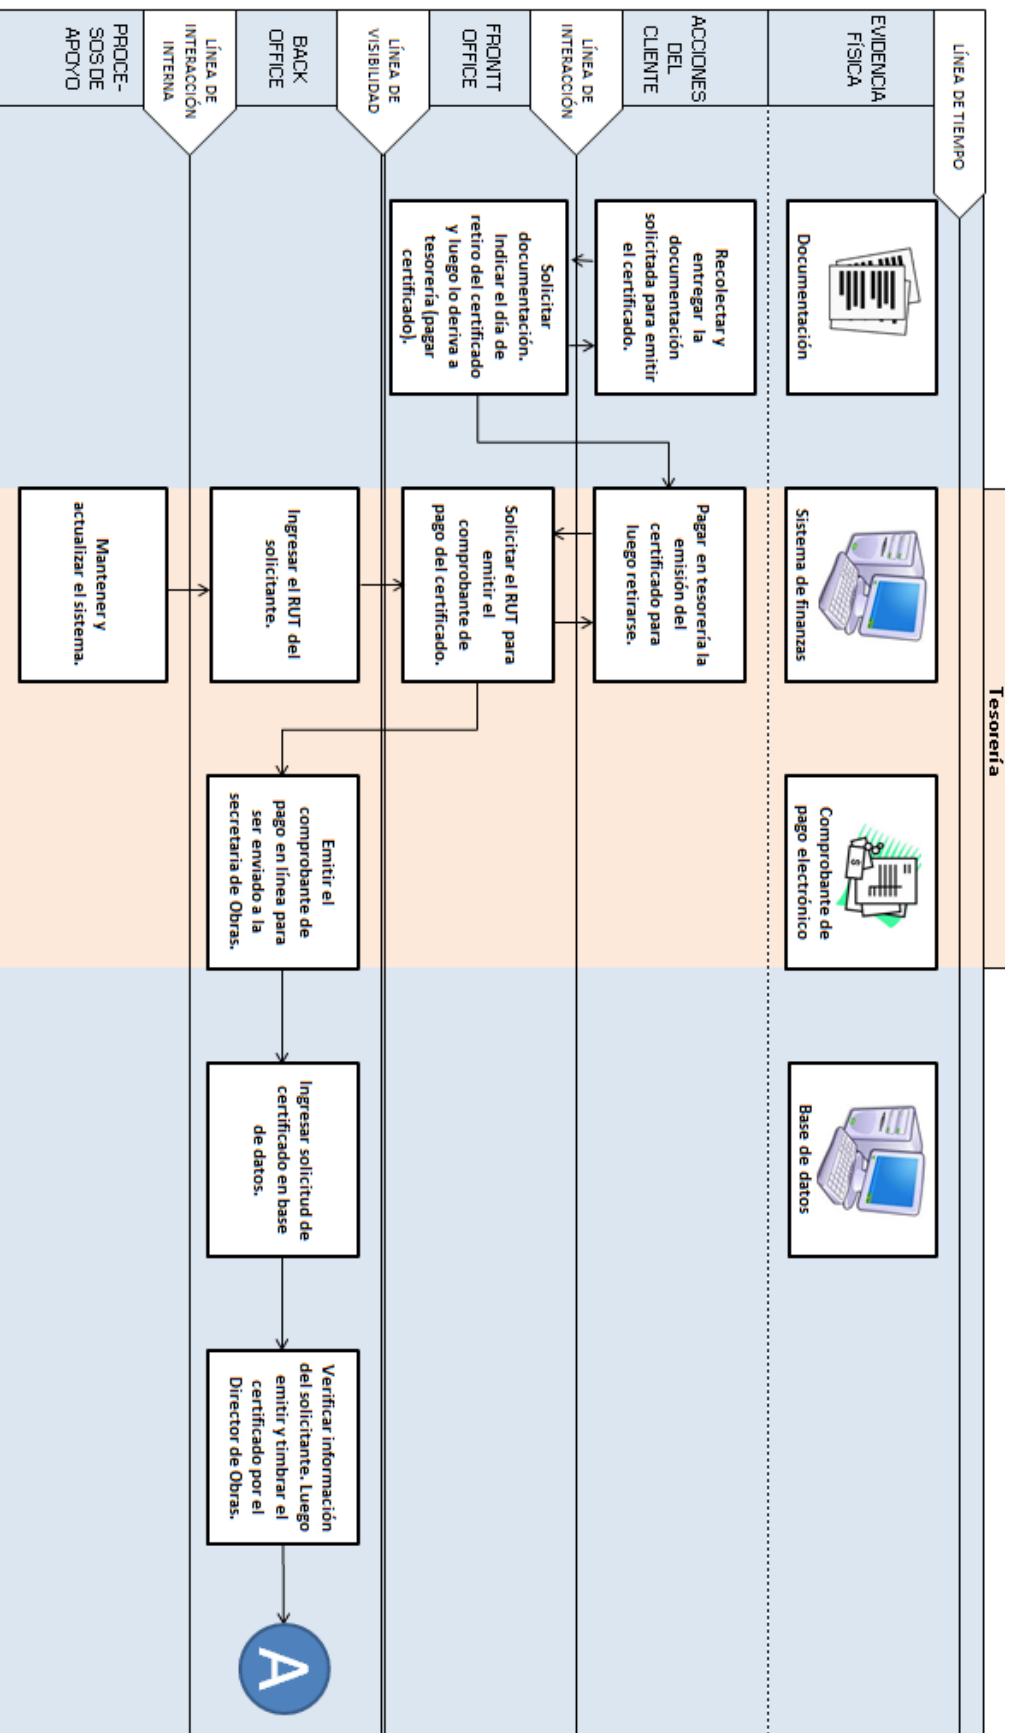 Tesorería
LÍNEA DE TIEMPO
EVIDENCIA
FÍSICA
Documentación
Sistema de finanzas
Comprobante de
pago electrónico
Base de datos
ACCIONES
DEL
CLIENTE
Recolectar y
entregar la
documentación
solicitada para emitir
el certificado.
Pagar en tesorería la
emisión del
certificado para
luego retirarse.
LÍNEA DE
INTERACCIÓN
FRONTT
OFFICE
Solicitar
documentación.
Indicar el día de
retiro del certificado
y luego lo deriva a
tesorería (pagar
certificado).
Solicitar el RUT para
emitir el
comprobante de
pago del certificado.
LÍNEA DE
VISIBILIDAD
BACK
OFFICE
Ingresar el RUT del
solicitante.
Emitir el
comprobante de
pago en línea para
ser enviado a la
secretaria de Obras.
Ingresar solicitud de
certificado en base
de datos.
Verificar información
del solicitante. Luego
emitir y timbrar el
certificado por el
Director de Obras.
A
LÍNEA DE
INTERACCIÓN
INTERNA
PROCE-
SOS DE
APOYO
Mantener y
actualizar el sistema.